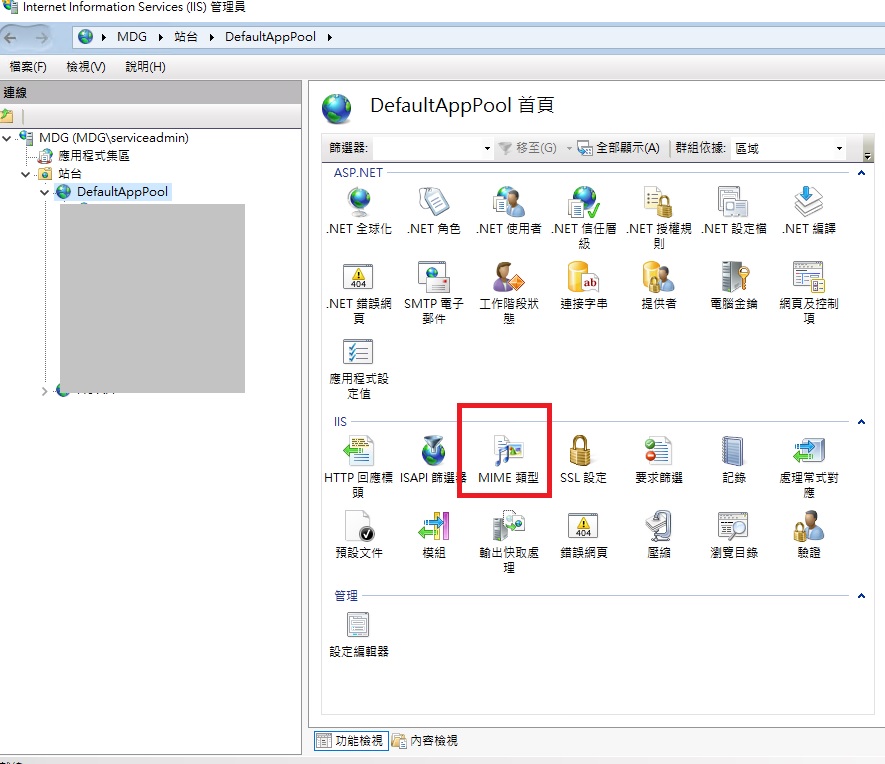 Internet Information Services (IIS) 管理員
MDG 站台 DefaultAppPool
檔案(F) 檢視(V) 說明(H)
連線
MDG (MDG\serviceadmin)
應用程式集區
站台
DefaultAppPool
DefaultAppPool 首頁
篩選器: 移至(G) 全部顯示(A) 群組依據: 區域
ASP.NET
.NET 全球化 .NET 角色 .NET 使用者 .NET 信任層 .NET 授權規 .NET 設定檔 .NET 編譯
級 則
.NET 錯誤網 SMTP 電子 工作階段狀 連接字串 提供者 電腦金鑰 網頁及控制
頁 郵件 態 項
應用程式設
定值
IIS
HTTP 回應標 ISAPI 篩選器 MIME 類型 SSL 設定 要求篩選 記錄 處理常式對
頭 應
預設文件 模組 輸出快取處 錯誤網頁 壓縮 瀏覽目錄 驗證
理
管理
設定編輯器
功能檢視 內容檢視